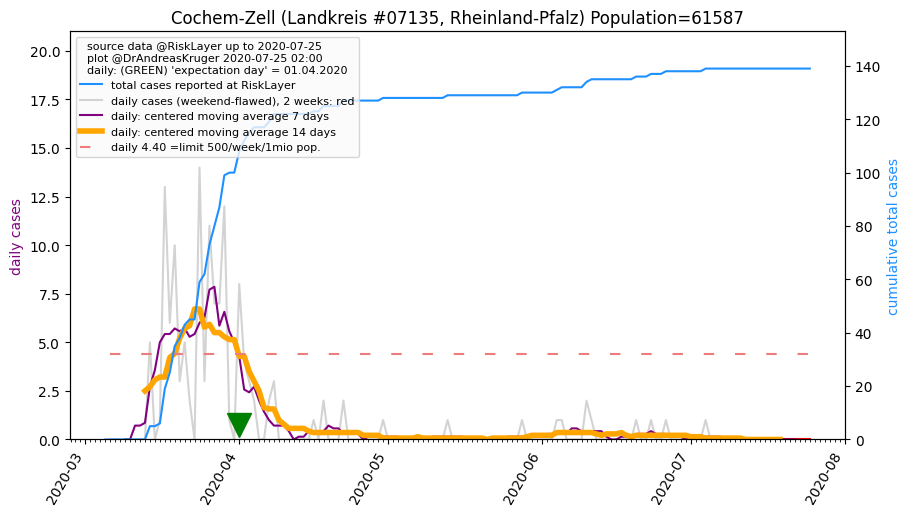 Cochem-Zell (Landkreis #07135, Rheinland-Pfalz) Population=61587
source data @RiskLayer up to 2020-07-25
plot @DrAndreasKruger 2020-07-25 02:00
daily: (GREEN) 'expectation day' = 01.04.2020
total cases reported at RiskLayer
daily cases (weekend-flawed), 2 weeks: red
daily: centered moving average 7 days
daily: centered moving average 14 days
daily 4.40 =limit 500/week/1mio pop.
daily cases
20.0
17.5
15.0
12.5
10.0
7.5
5.0
2.5
0.0
cumulative total cases
140
120
100
80
60
40
20
0
2020-03
2020-04
2020-05
2020-06
2020-07
2020-08